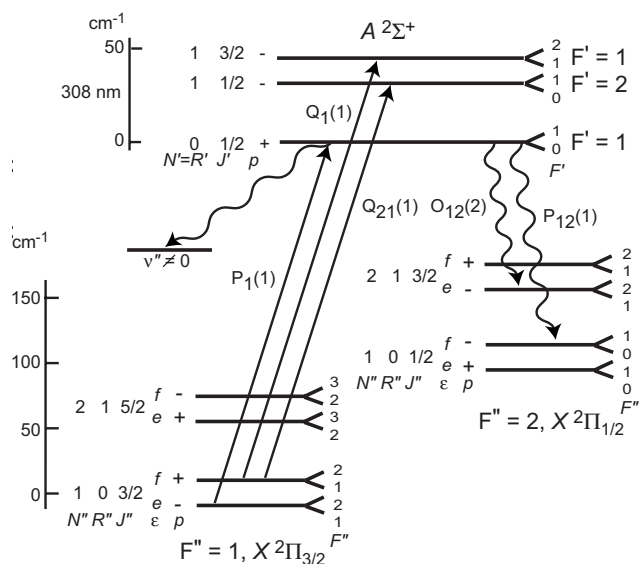 cm⁻¹
A ²Σ⁺
50
1 3/2 -
2
1
F' = 1
308 nm
1 1/2 -
1
0
F' = 2
Q₁(1)
0
0 1/2 +
1
0
F' = 1
N'=R' J' p
F'
cm⁻¹
Q₂₁(1) O₁₂(2)
P₁₂(1)
ν"≠0
P₁(1)
f +
2
1
2 1 3/2
e -
2
1
150
f -
1
0
1 0 1/2
e +
1
0
N" R" J" ε p
F"
100
F" = 2, X ²Π₁/₂
f -
3
2
2 1 5/2
e +
3
2
50
f +
2
1
0
1 0 3/2
e -
2
1
N" R" J" ε p
F"
F" = 1, X ²Π₃/₂